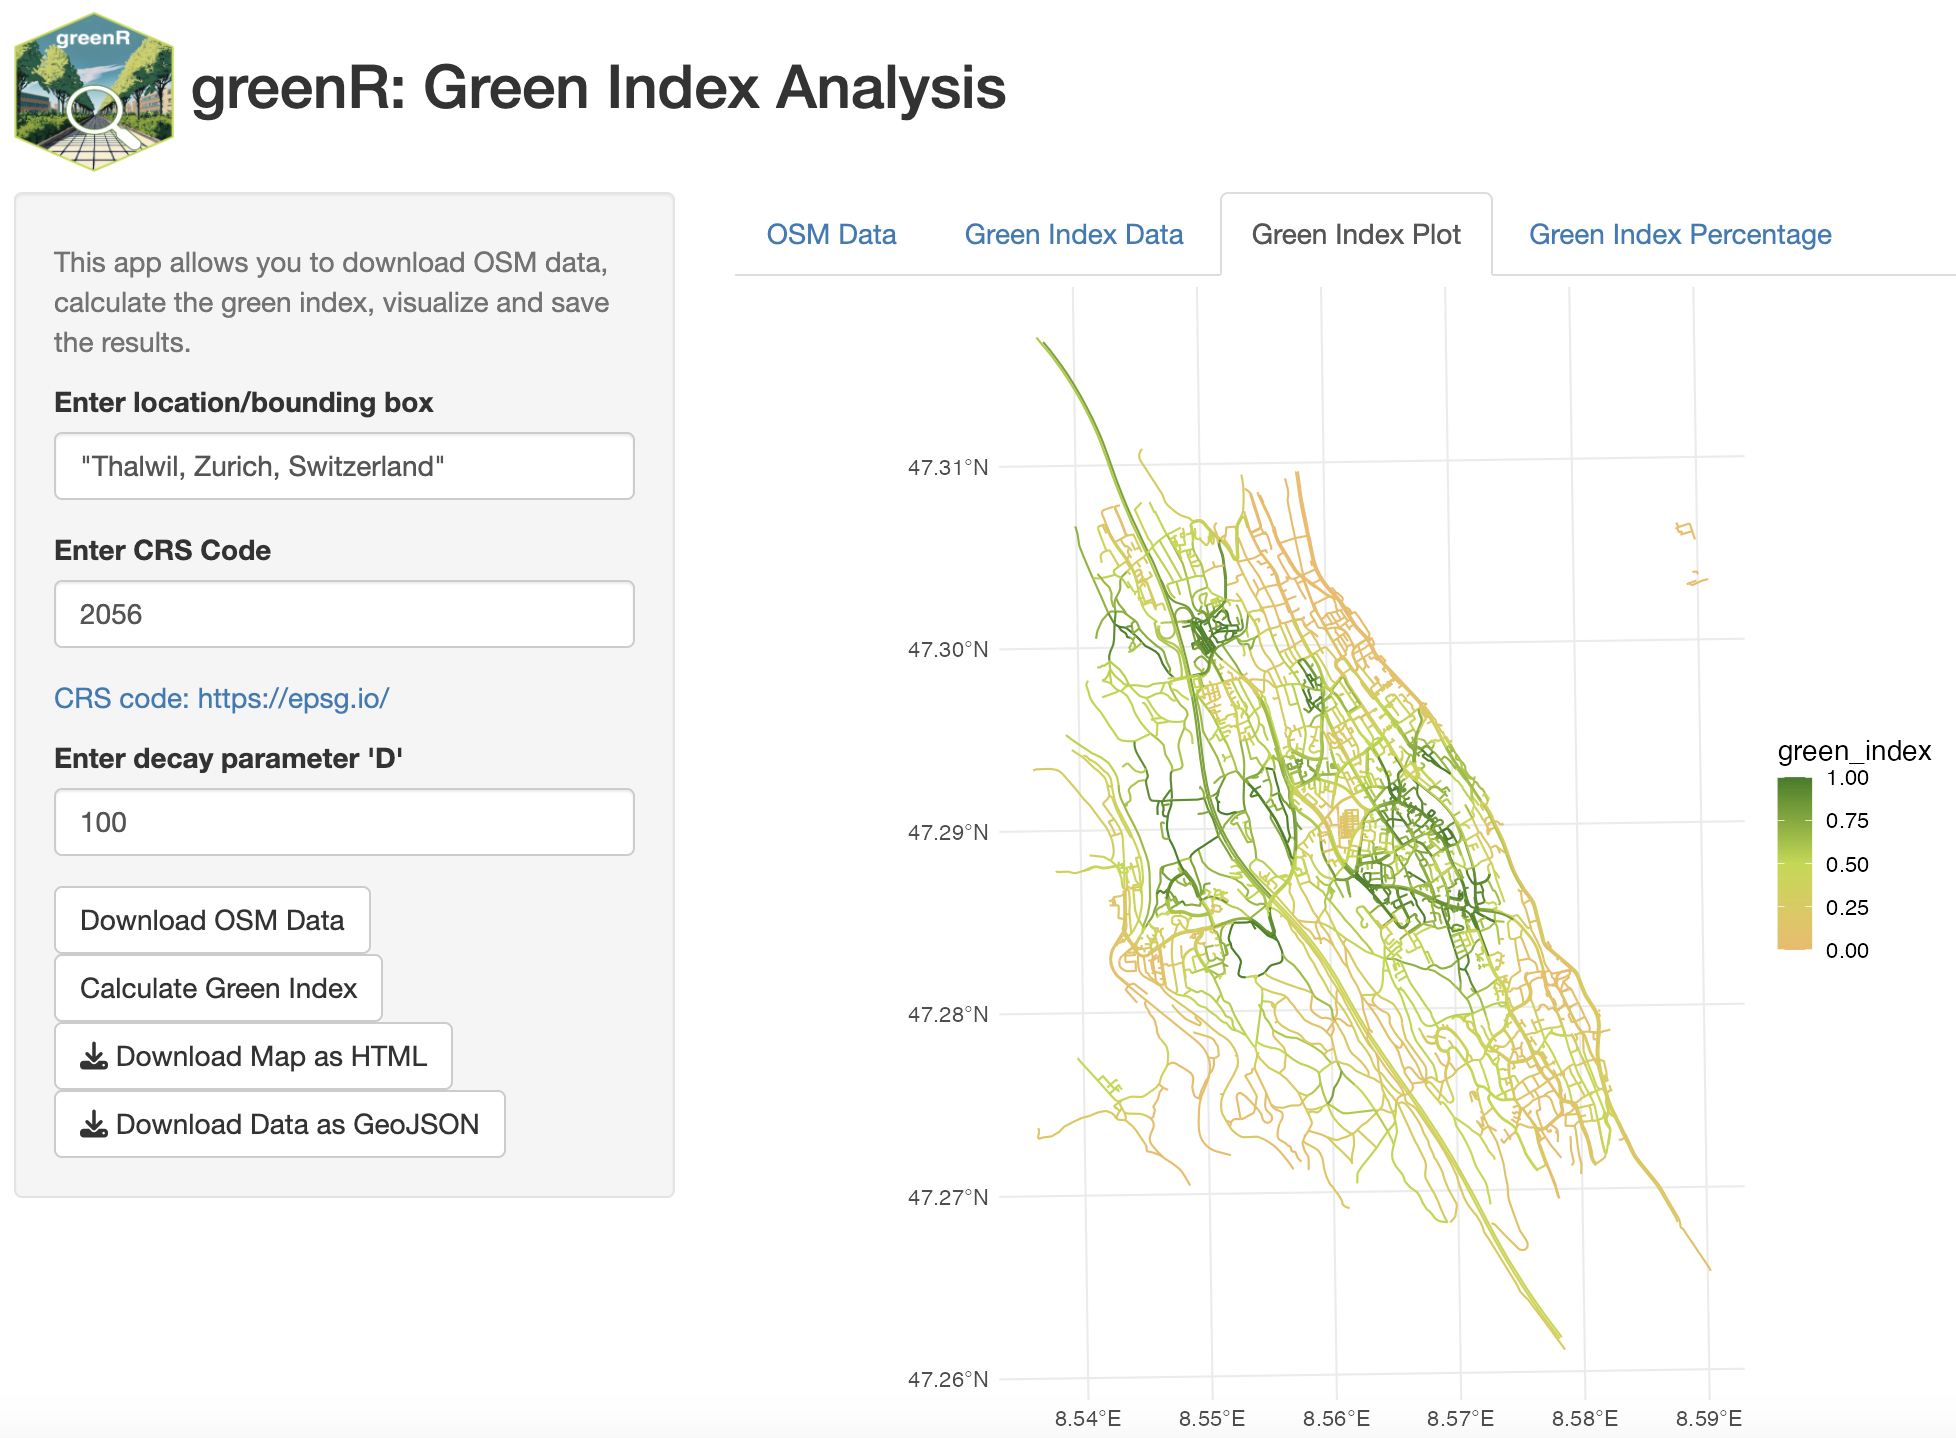 greenR
greenR: Green Index Analysis
This app allows you to download OSM data,
calculate the green index, visualize and save
the results.
Enter location/bounding box
"Thalwil, Zurich, Switzerland"
Enter CRS Code
2056
CRS code: https://epsg.io/
Enter decay parameter 'D'
100
Download OSM Data
Calculate Green Index
Download Map as HTML
Download Data as GeoJSON
OSM Data
Green Index Data
Green Index Plot
Green Index Percentage
47.31°N
47.30°N
47.29°N
47.28°N
47.27°N
47.26°N
8.54°E
8.55°E
8.56°E
8.57°E
8.58°E
8.59°E
green_index
1.00
0.75
0.50
0.25
0.00